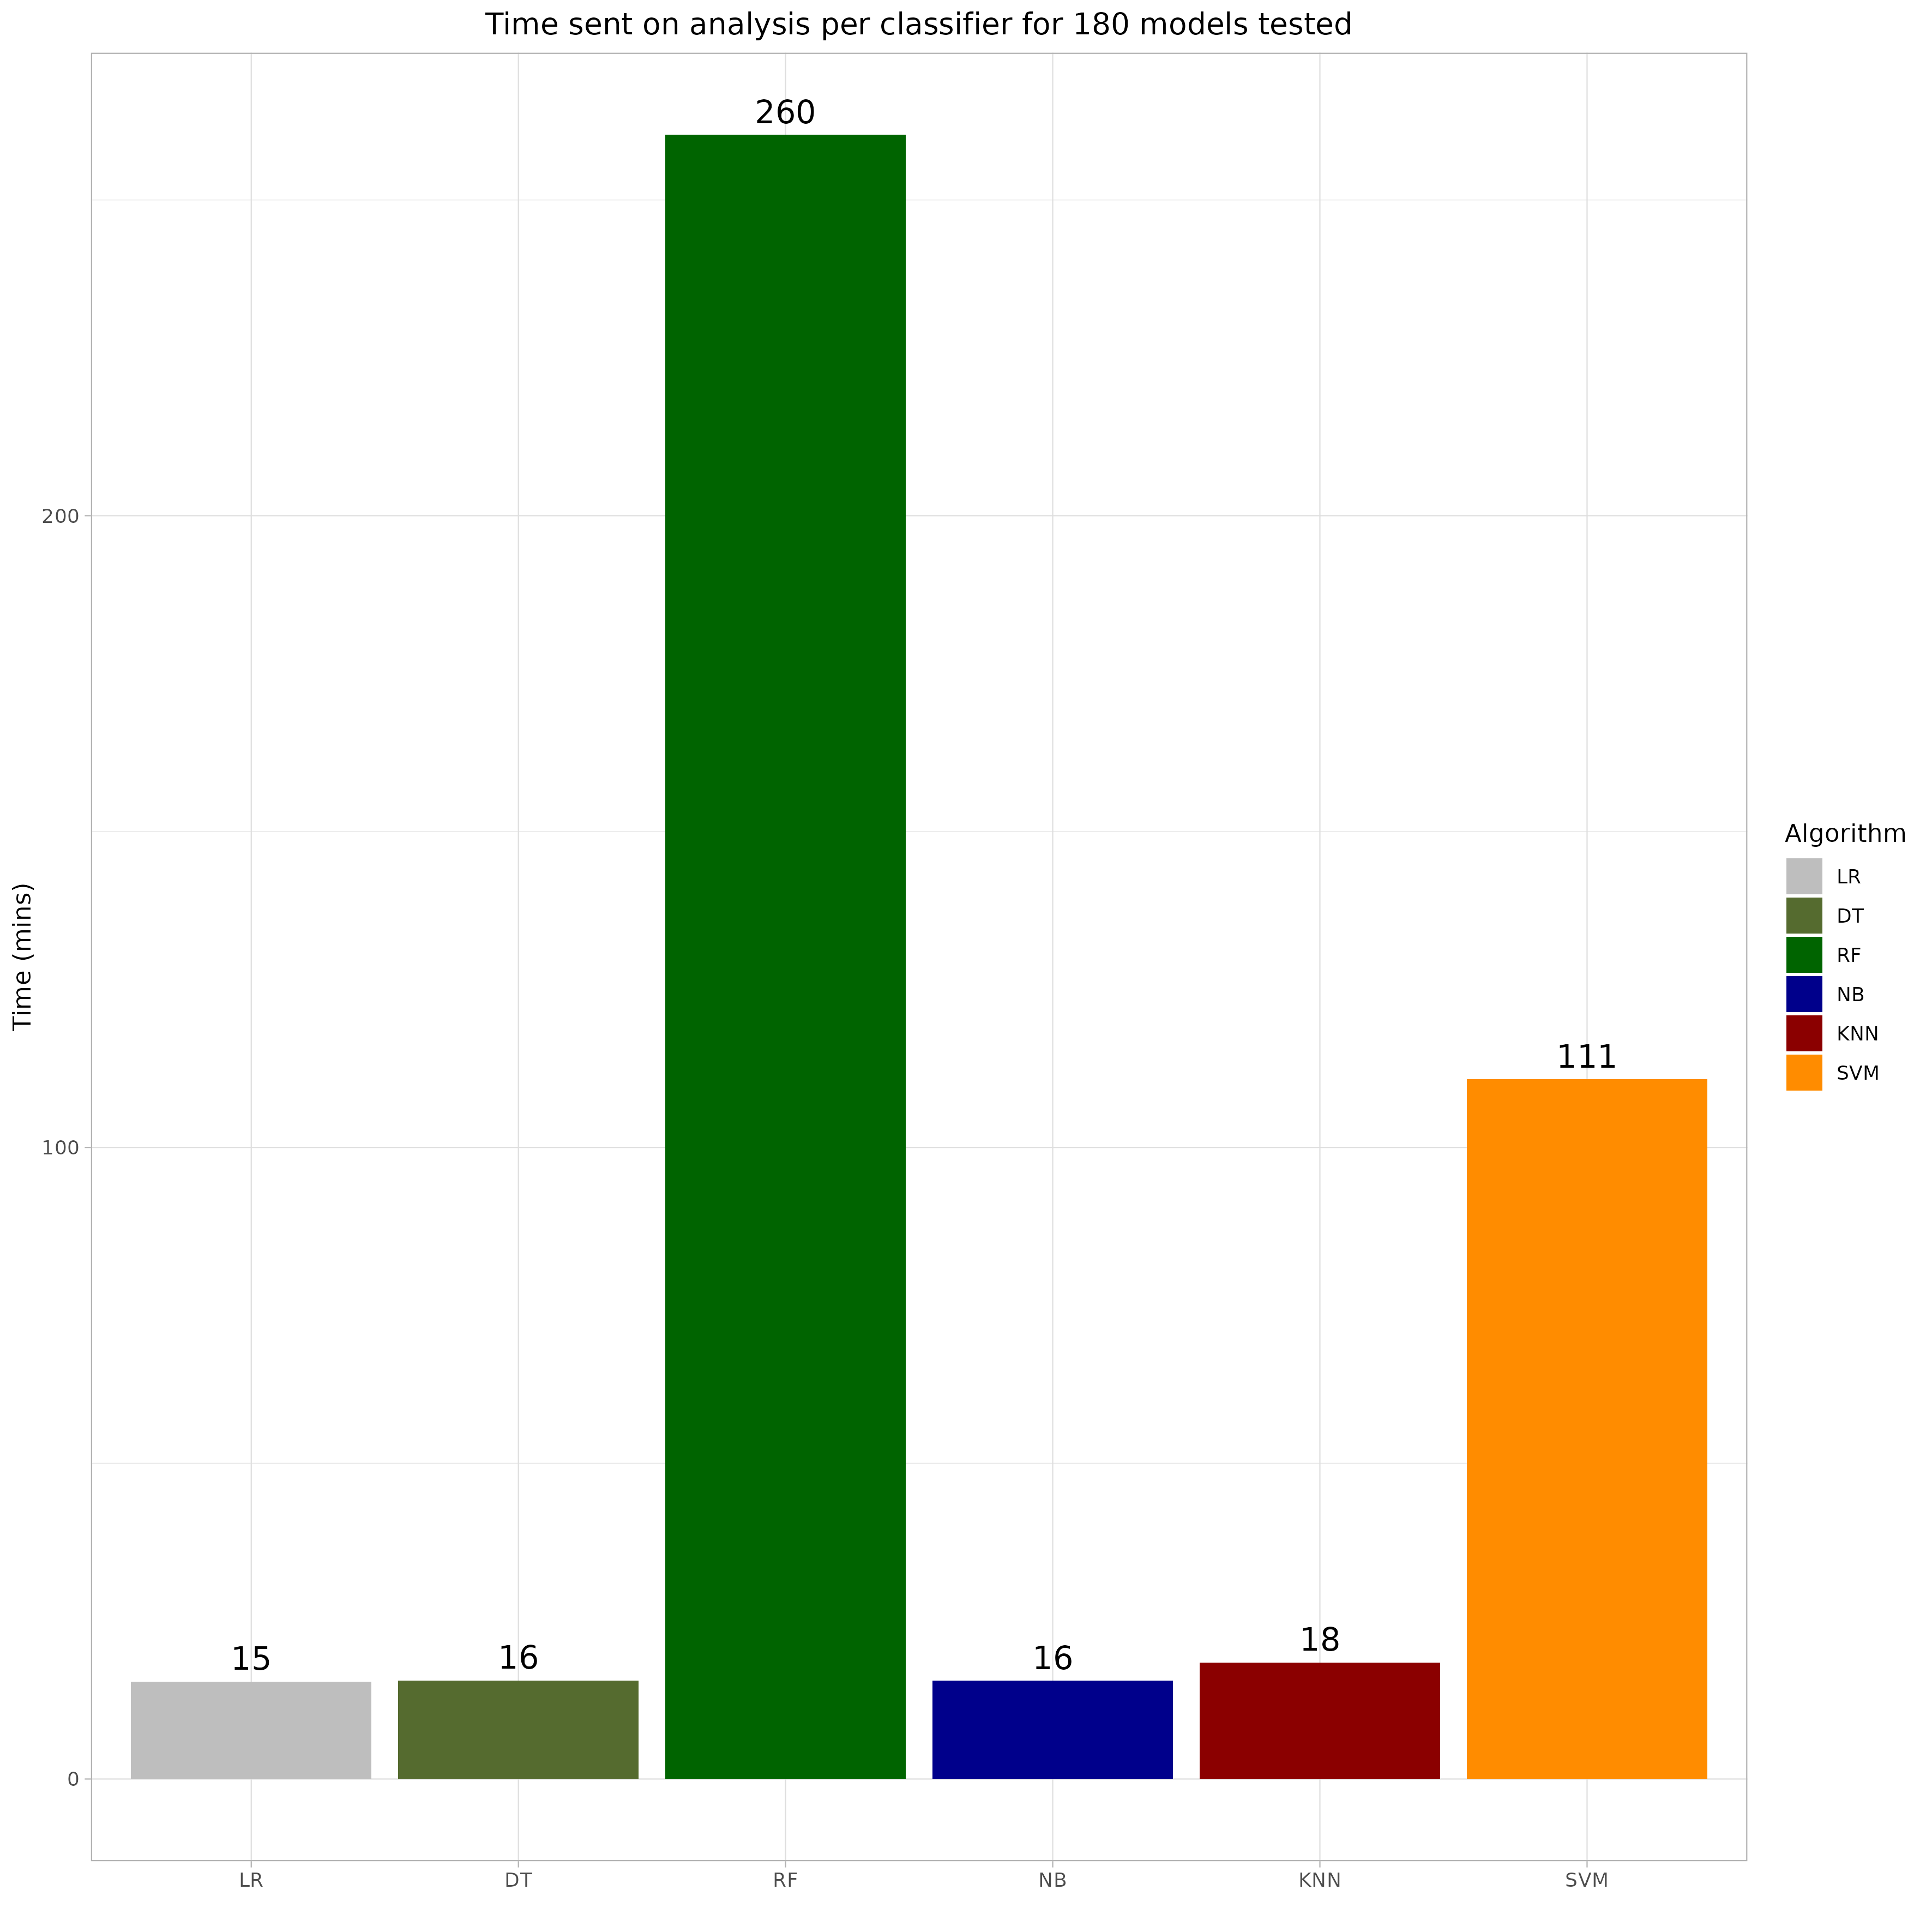 Time sent on analysis per classifier for 180 models tested
260
200
111
100
15
16
16
18
0
Time (mins)
LR
DT
RF
NB
KNN
SVM
Algorithm
LR
DT
RF
NB
KNN
SVM